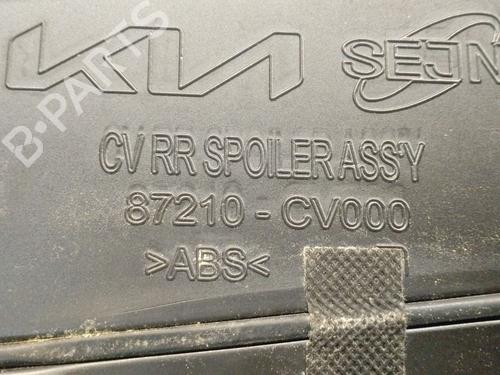 KIA SEJN
CV RR SPOILER ASS'Y
87210 - CV000
>ABS<
B-PARTS